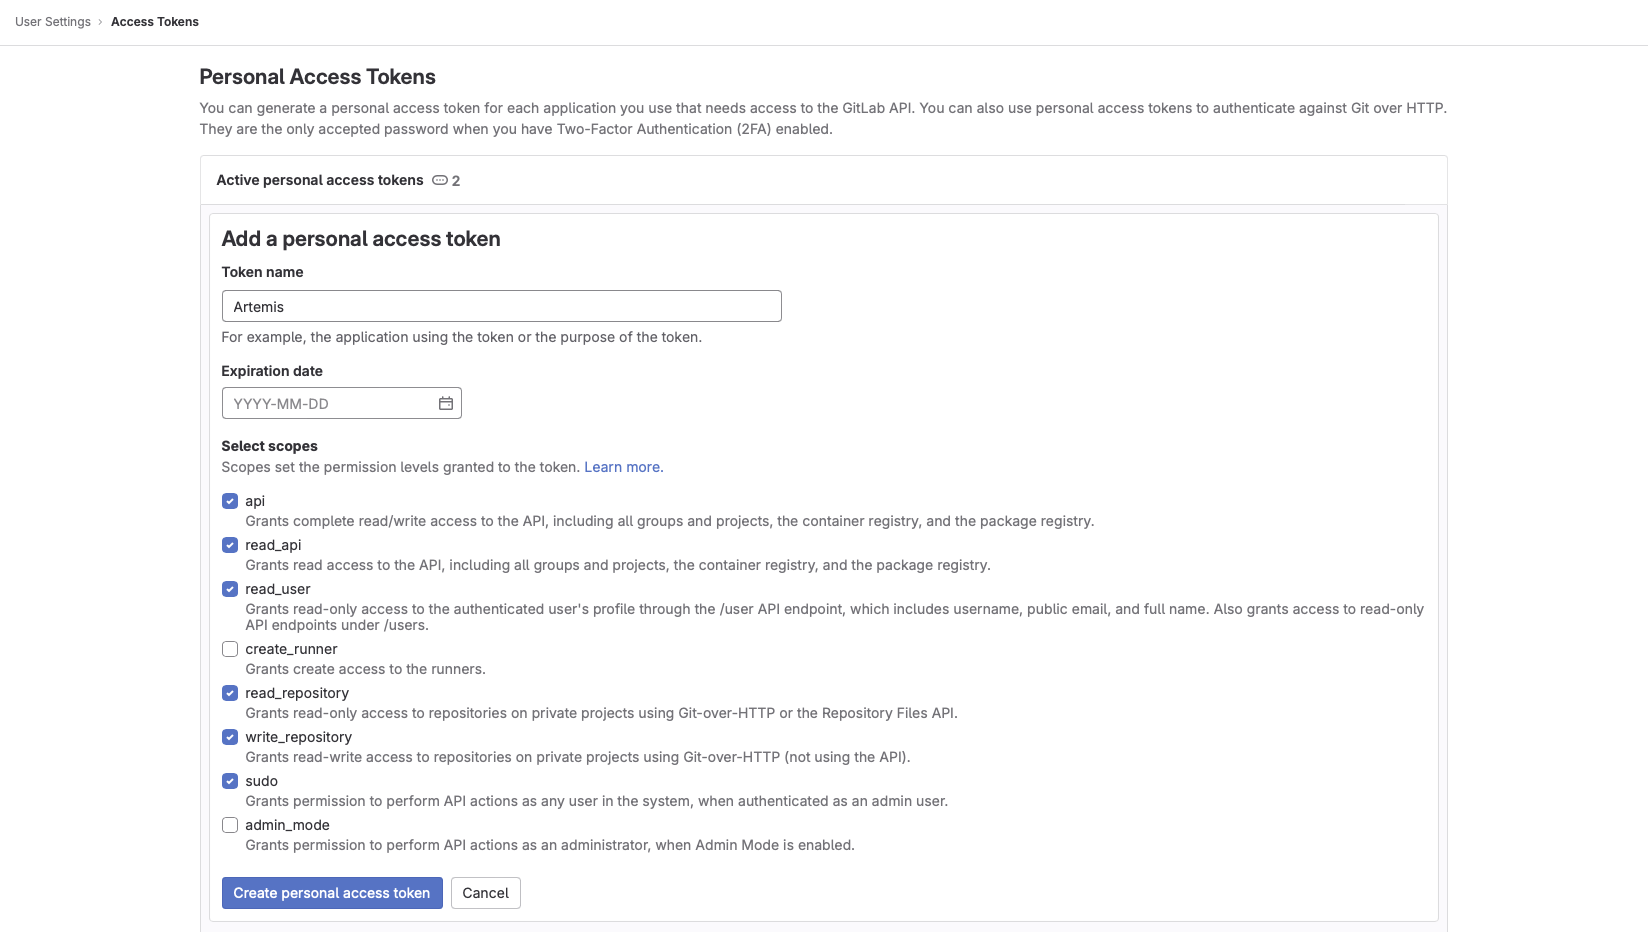 User Settings › Access Tokens
Personal Access Tokens
You can generate a personal access token for each application you use that needs access to the GitLab API. You can also use personal access tokens to authenticate against Git over HTTP.
They are the only accepted password when you have Two-Factor Authentication (2FA) enabled.
Active personal access tokens 2
Add a personal access token
Token name
Artemis
For example, the application using the token or the purpose of the token.
Expiration date
YYYY-MM-DD
Select scopes
Scopes set the permission levels granted to the token. Learn more.
api
Grants complete read/write access to the API, including all groups and projects, the container registry, and the package registry.
read_api
Grants read access to the API, including all groups and projects, the container registry, and the package registry.
read_user
Grants read-only access to the authenticated user's profile through the /user API endpoint, which includes username, public email, and full name. Also grants access to read-only
API endpoints under /users.
create_runner
Grants create access to the runners.
read_repository
Grants read-only access to repositories on private projects using Git-over-HTTP or the Repository Files API.
write_repository
Grants read-write access to repositories on private projects using Git-over-HTTP (not using the API).
sudo
Grants permission to perform API actions as any user in the system, when authenticated as an admin user.
admin_mode
Grants permission to perform API actions as an administrator, when Admin Mode is enabled.
Create personal access token Cancel